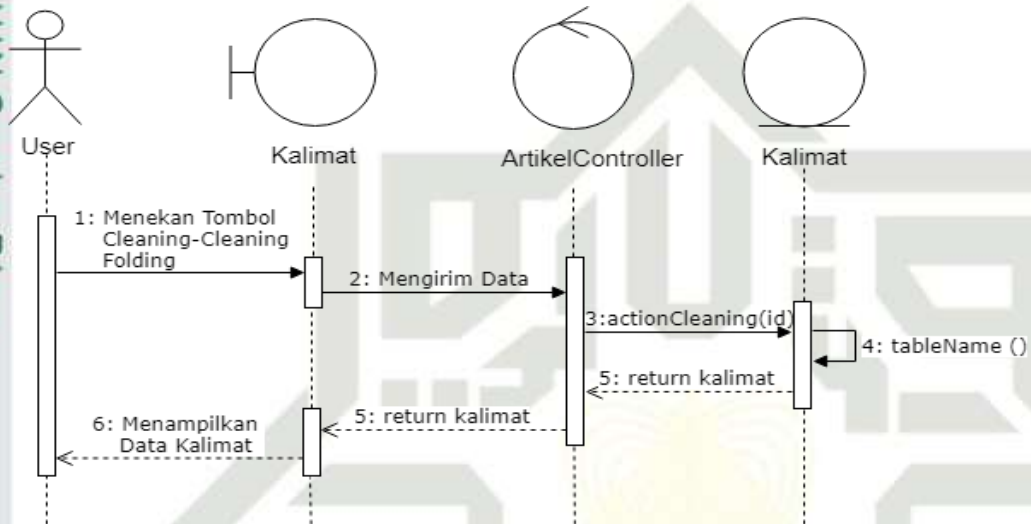 User
Kalimat
ArtikelController
Kalimat
1: Menekan Tombol
Cleaning-Cleaning
Folding
2: Mengirim Data
3:actionCleaning(id)
4: tableName ()
5: return kalimat
5: return kalimat
6: Menampilkan
Data Kalimat